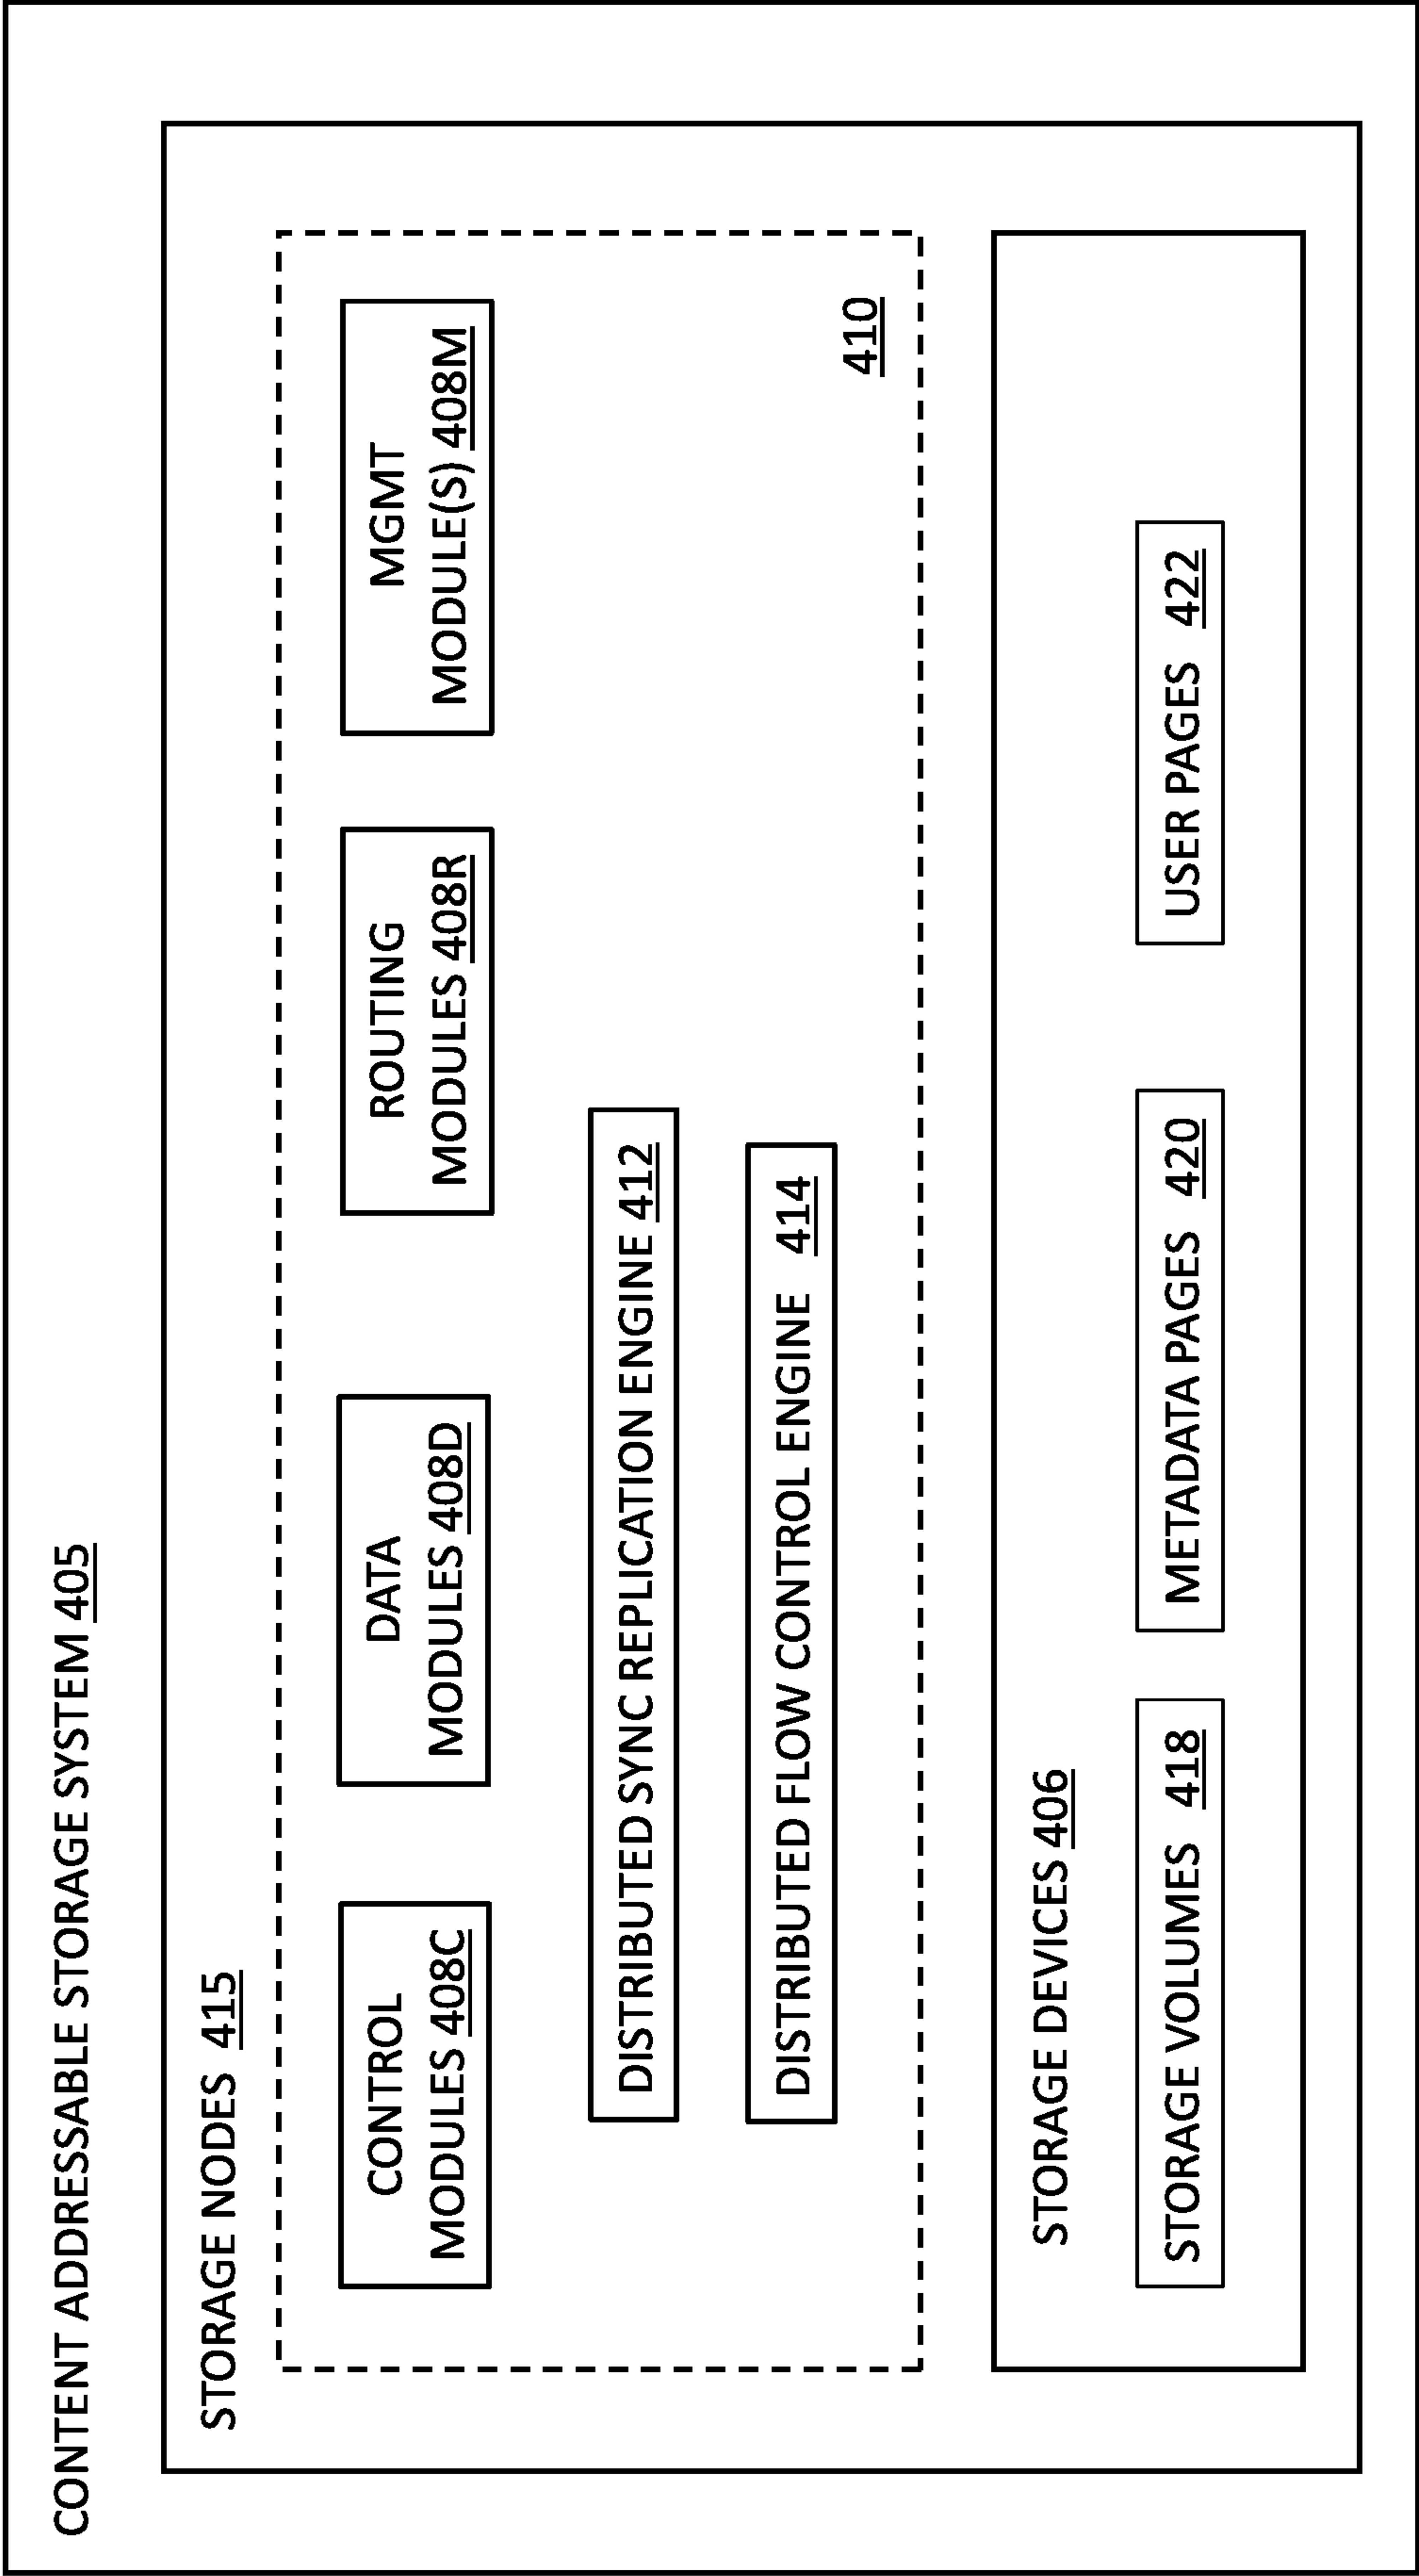 CONTENT ADDRESSABLE STORAGE SYSTEM 405
STORAGE NODES 415
CONTROL
MODULES 408C
DATA
MODULES 408D
ROUTING
MODULES 408R
MGMT
MODULE(S) 408M
DISTRIBUTED SYNC REPLICATION ENGINE 412
DISTRIBUTED FLOW CONTROL ENGINE 414
410
STORAGE DEVICES 406
STORAGE VOLUMES 418
METADATA PAGES 420
USER PAGES 422